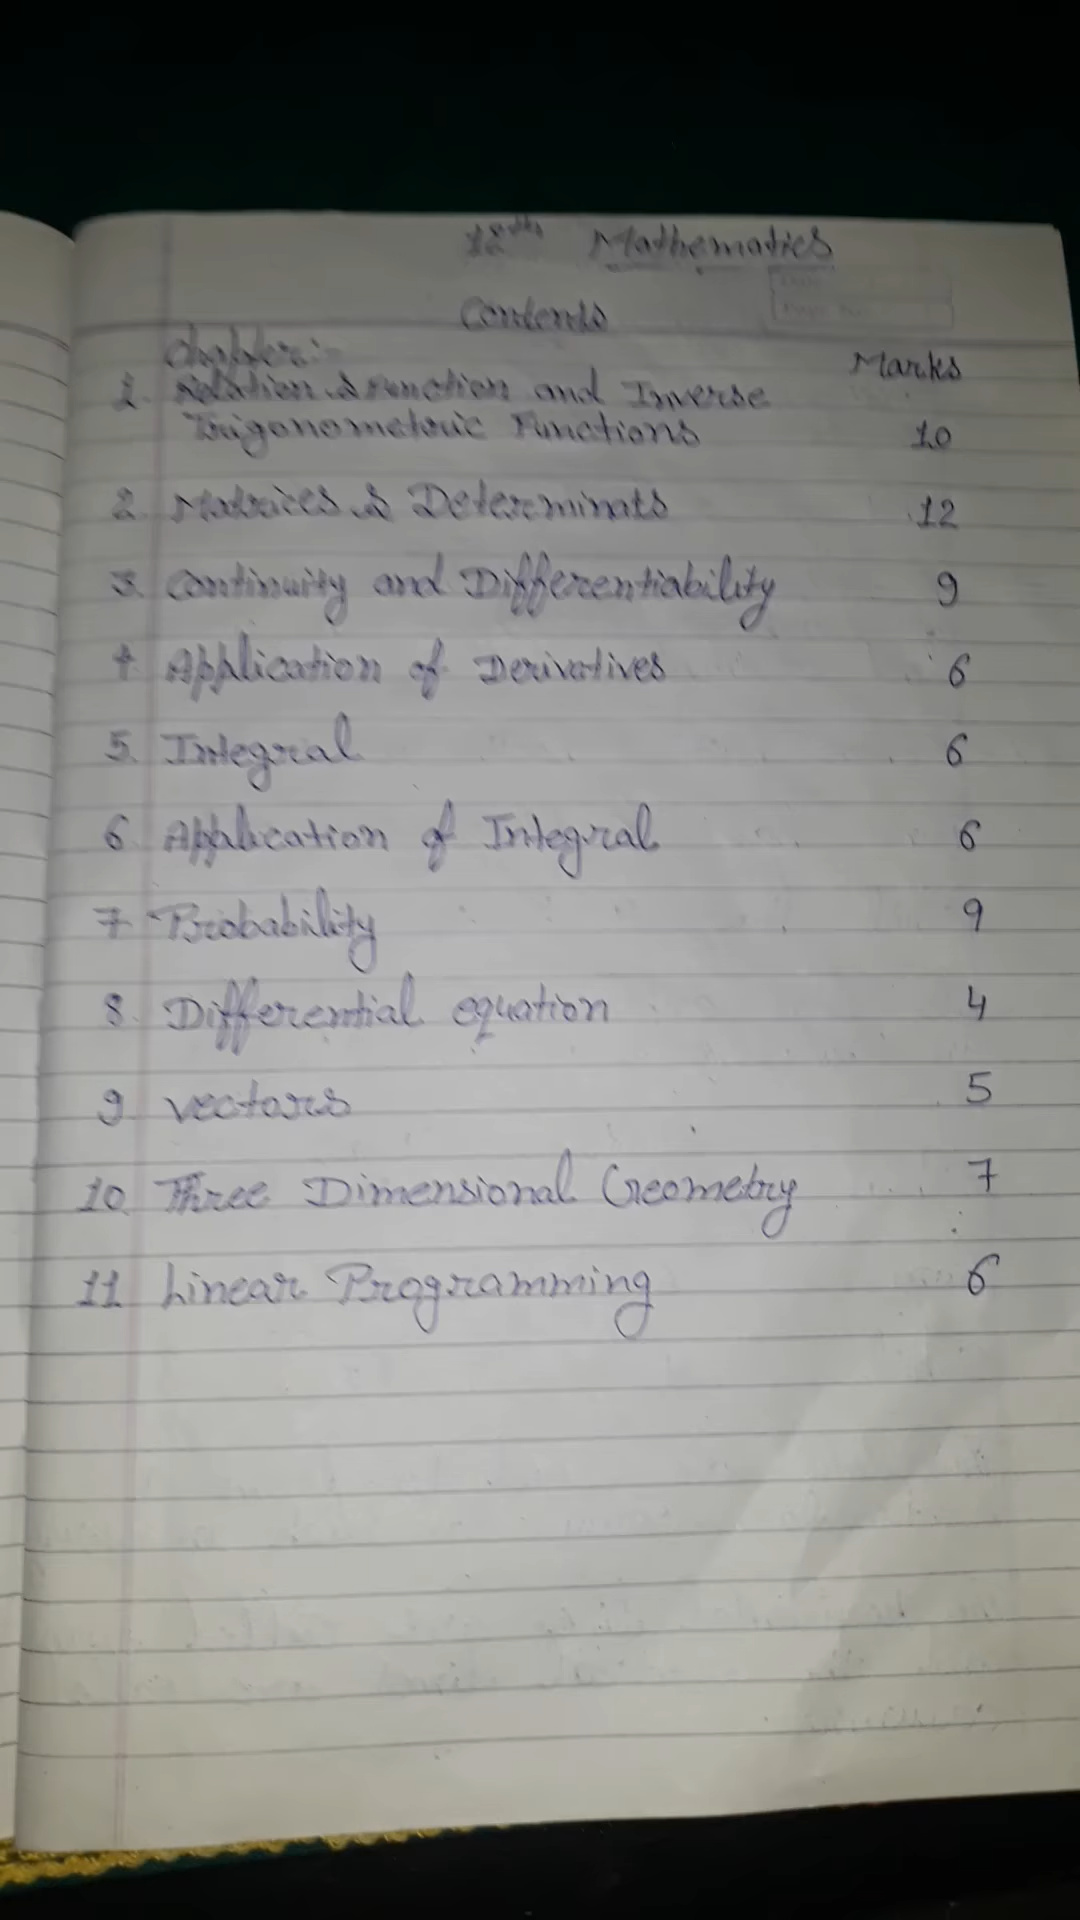 12th Mathematics
Contents
Chapter:-
Marks
1. Relation & Function and Inverse
Trigonometric Functions 10
2. Matrices & Determinats 12
3. Continuity and Differentiability 9
4. Application of Derivatives 6
5. Integral 6
6 Application of Integral 6
7 Probability 9
8. Differential equation 4
9. vectors 5
10. Three Dimensional Geometry 7
11 Linear Programming 6